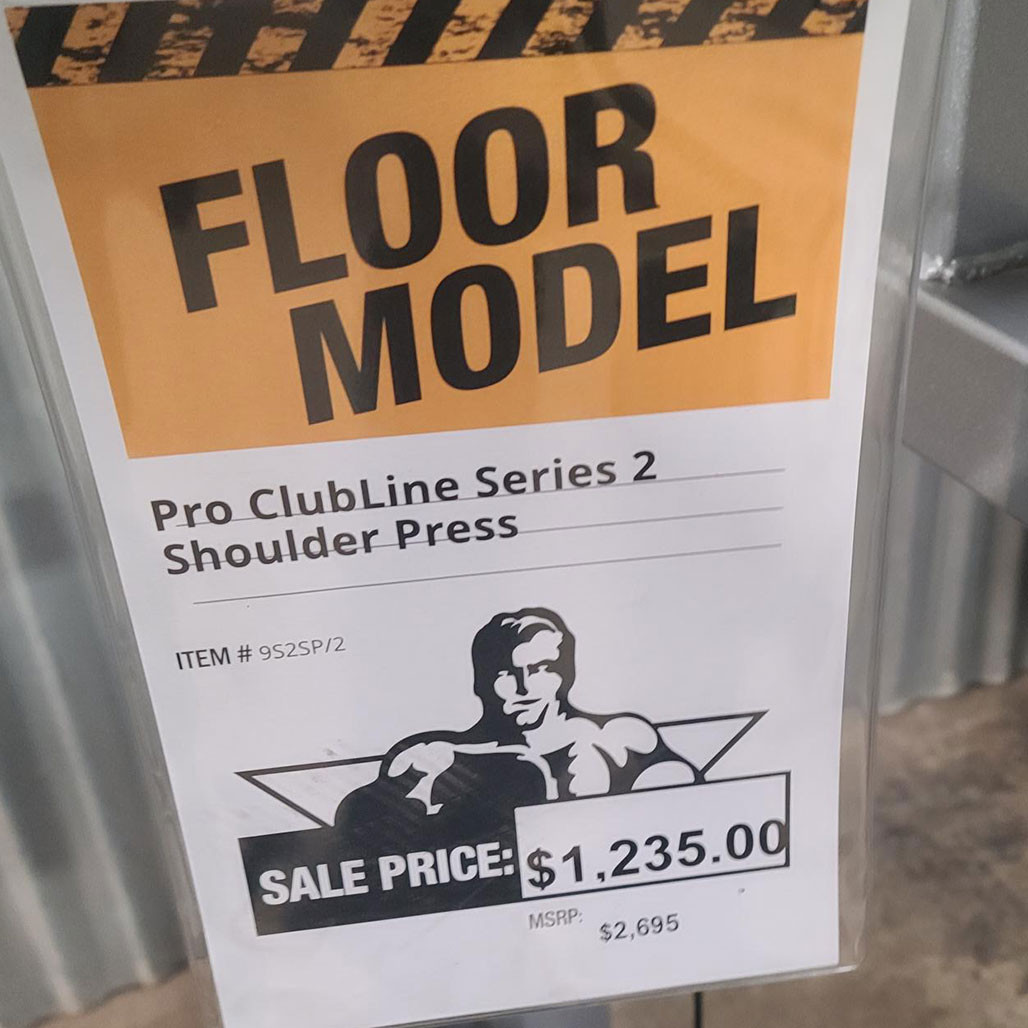 FLOOR
MODEL
Pro ClubLine Series 2
Shoulder Press
ITEM # 9S2SP/2
SALE PRICE: $1,235.00
MSRP: $2,695